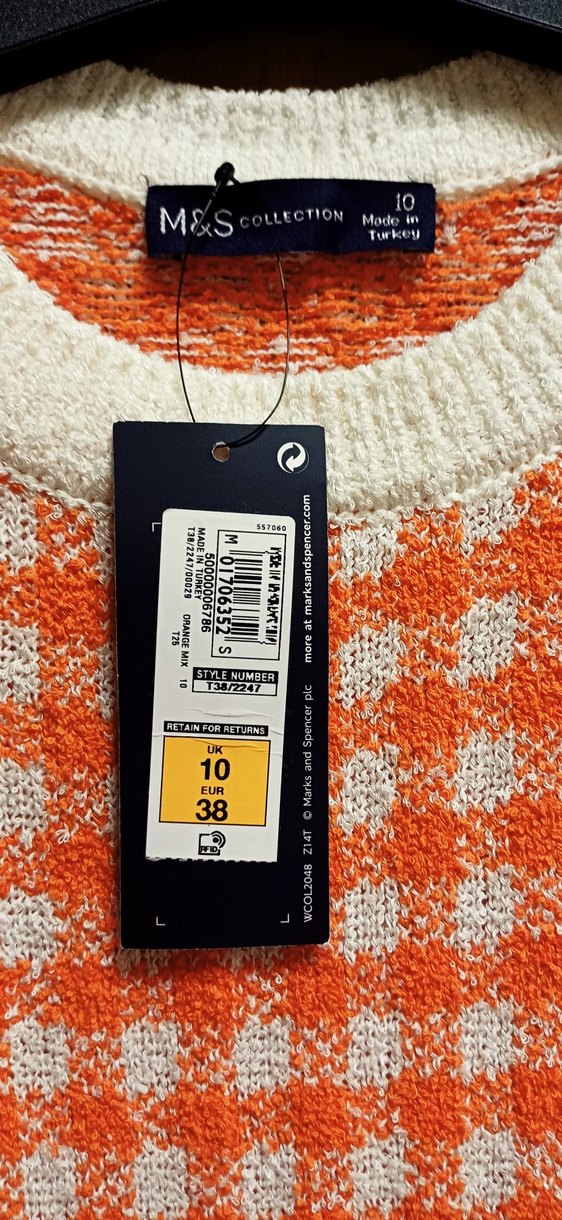 M&S COLLECTION
10
Made in
Turkey
557060
M 01706352 S
50000006786
MADE IN TURKEY
T38/2247/00029
ORANGE MIX 10
T25
STYLE NUMBER
T38/2247
RETAIN FOR RETURNS
UK
10
EUR
38
RFID
WCOL2048 Z14T © Marks and Spencer plc more at marksandspencer.com